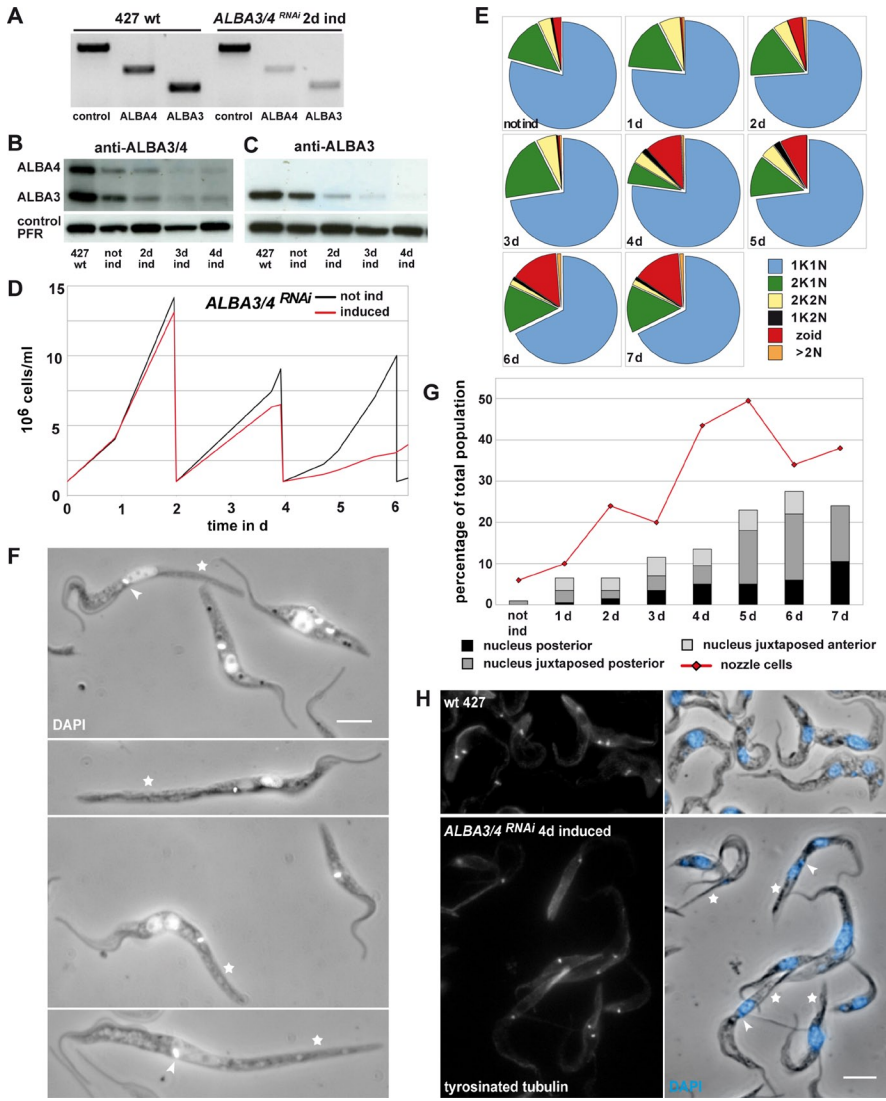 A
427 wt
ALBA3/4 RNAi 2d ind
control ALBA4 ALBA3 control ALBA4 ALBA3
B
anti-ALBA3/4
C
anti-ALBA3
ALBA4
ALBA3
control
PFR
427 wt
not ind
2d ind
3d ind
4d ind
427 wt
not ind
2d ind
3d ind
4d ind
D
ALBA3/4 RNAi
not ind
induced
10^6 cells/ml
15
10
5
0
0 1 2 3 4 5 6
time in d
E
not ind
1 d
2 d
3 d
4 d
5 d
6 d
7 d
1K1N
2K1N
2K2N
1K2N
zoid
>2N
F
DAPI
G
percentage of total population
50
40
30
20
10
0
not ind
1 d
2 d
3 d
4 d
5 d
6 d
7 d
nucleus posterior
nucleus juxtaposed posterior
nucleus juxtaposed anterior
nozzle cells
H
wt 427
ALBA3/4 RNAi 4d induced
tyrosinated tubulin
DAPI